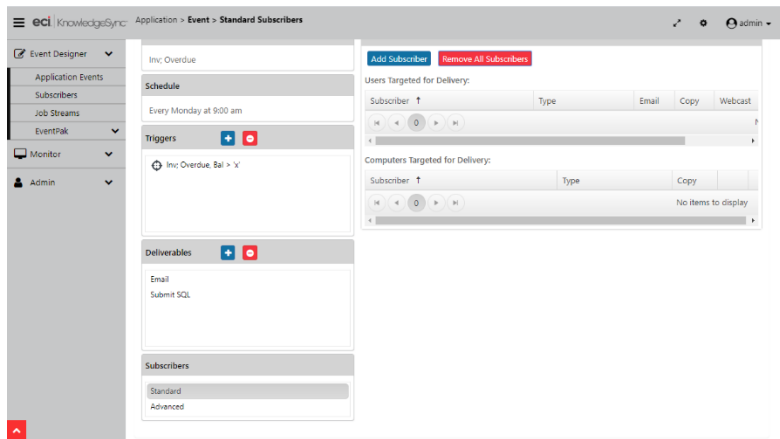 eci KnowledgeSync
Application > Event > Standard Subscribers
admin
Event Designer
Application Events
Subscribers
Job Streams
EventPak
Monitor
Admin
Inv; Overdue
Schedule
Every Monday at 9:00 am
Triggers
Inv; Overdue, Bal > 'x'
Deliverables
Email
Submit SQL
Subscribers
Standard
Advanced
Add Subscriber Remove All Subscribers
Users Targeted for Delivery:
Subscriber ↑ Type Email Copy Webcast
0
Computers Targeted for Delivery:
Subscriber ↑ Type Copy
0 No items to display